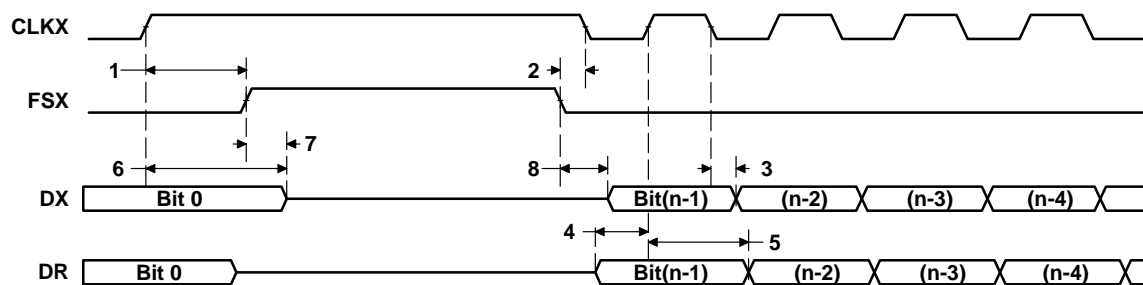 CLKX
1
2
FSX
7
6
8
3
DX
Bit 0
Bit(n-1)
(n-2)
(n-3)
(n-4)
4
5
DR
Bit 0
Bit(n-1)
(n-2)
(n-3)
(n-4)